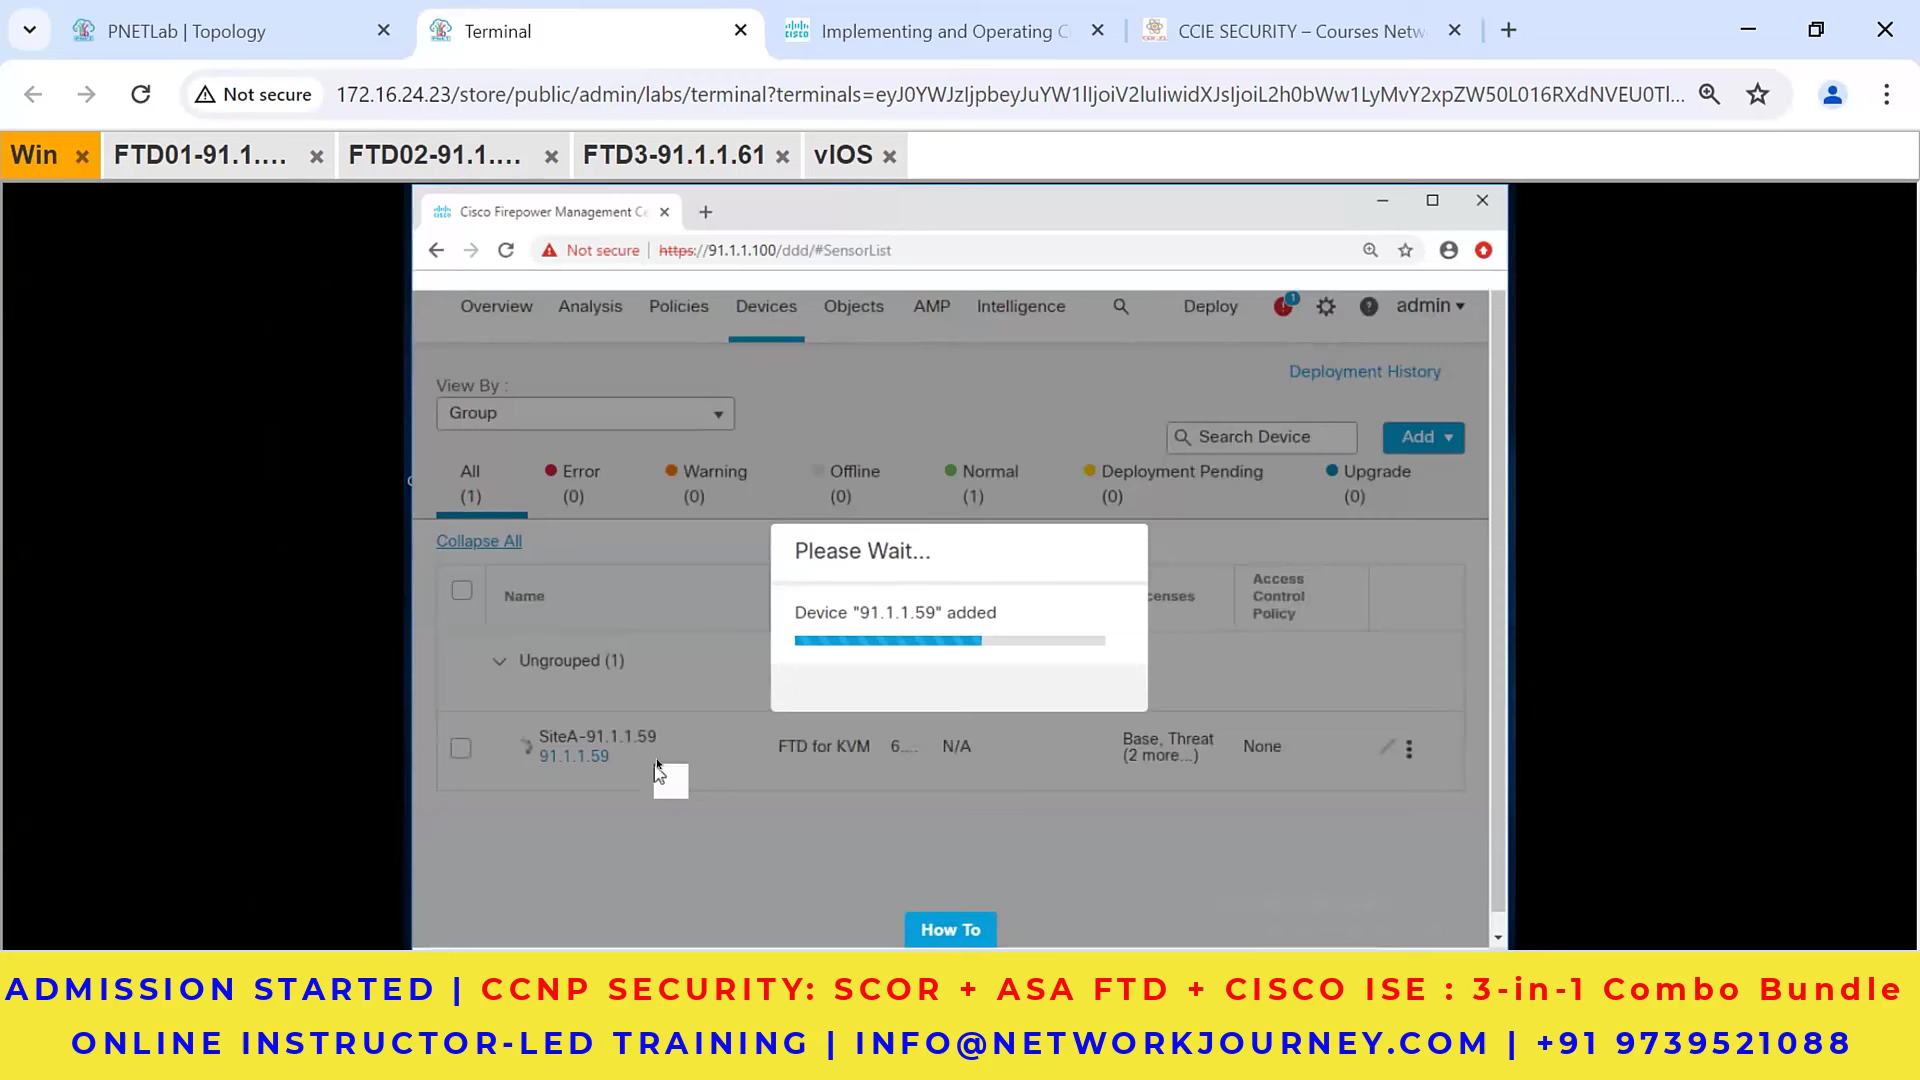 PNETLab | Topology
Terminal
Implementing and Operating C
CCIE SECURITY – Courses Netw
Not secure
172.16.24.23/store/public/admin/labs/terminal?terminals=
Win
FTD01-91.1....
FTD02-91.1....
FTD3-91.1.1.61
vIOS
Cisco Firepower Management Ce
Not secure
https://91.1.1.100/ddd/#SensorList
Overview
Analysis
Policies
Devices
Objects
AMP
Intelligence
Deploy
1
admin
View By :
Deployment History
Group
Search Device
Add
All
(1)
Error
(0)
Warning
(0)
Offline
(0)
Normal
(1)
Deployment Pending
(0)
Upgrade
(0)
Collapse All
Please Wait...
Device "91.1.1.59" added
Name
censes
Access
Control
Policy
Ungrouped (1)
SiteA-91.1.1.59
91.1.1.59
FTD for KVM
6....
N/A
Base, Threat
(2 more...)
None
How To
ADMISSION STARTED | CCNP SECURITY: SCOR + ASA FTD + CISCO ISE : 3-in-1 Combo Bundle
ONLINE INSTRUCTOR-LED TRAINING | INFO@NETWORKJOURNEY.COM | +91 9739521088